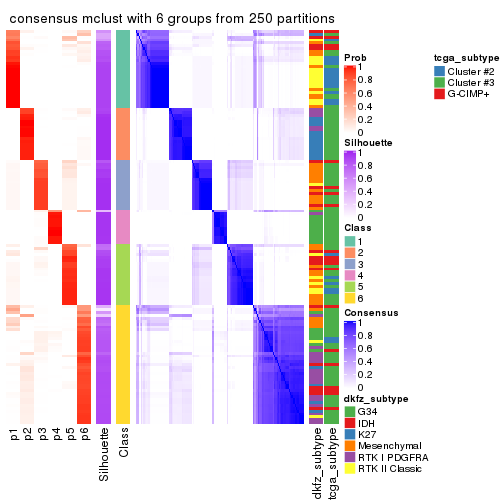 consensus mclust with 6 groups from 250 partitions
Prob
1
0.8
0.6
0.4
0.2
0
Silhouette
1
0.8
0.6
0.4
0.2
0
Class
1
2
3
4
5
6
Consensus
1
0.8
0.6
0.4
0.2
0
dkfz_subtype
G34
IDH
K27
Mesenchymal
RTK I PDGFRA
RTK II Classic
tcga_subtype
Cluster #2
Cluster #3
G-CIMP+
p1
p2
p3
p4
p5
p6
Silhouette
Class
dkfz_subtype
tcga_subtype